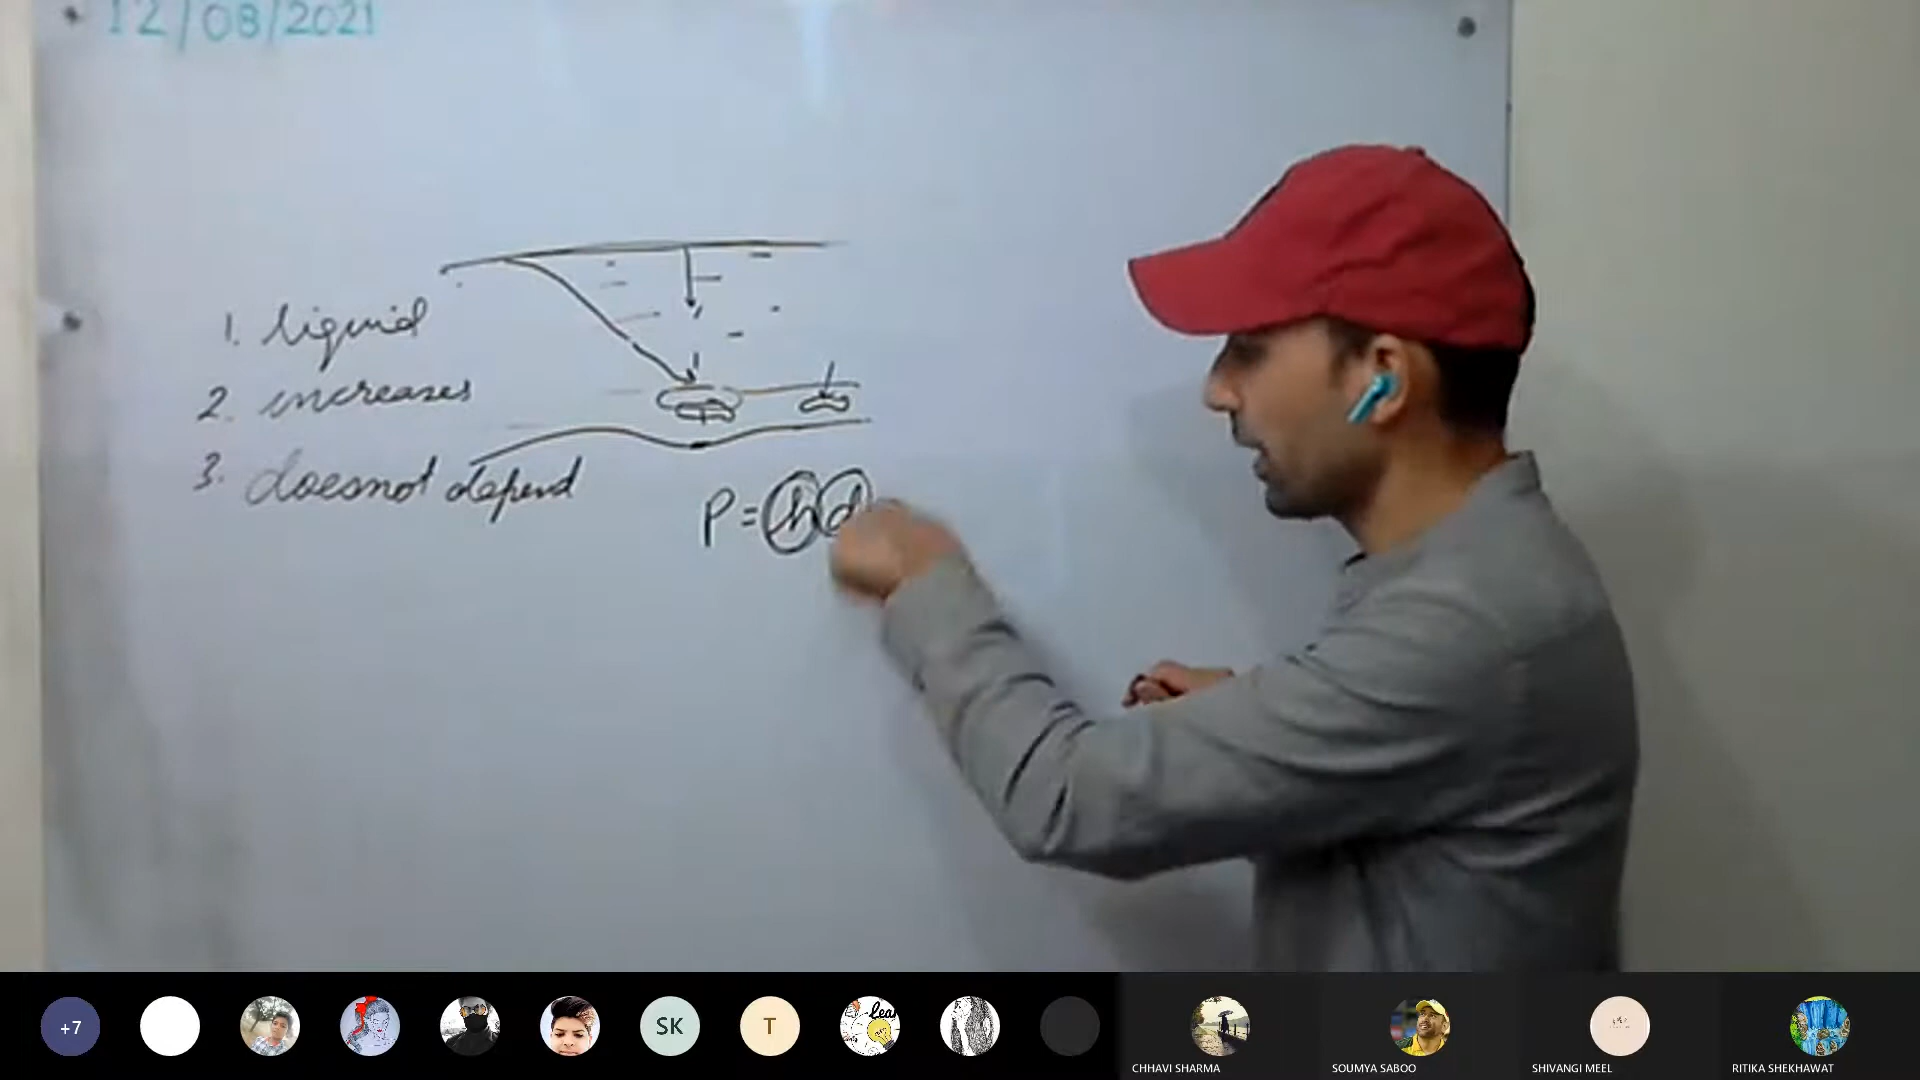 12/08/2021
1. liquid
2. increases
3. doesnot depend
P = h d
+7
SK
T
Lea
CHHAVI SHARMA
SOUMYA SABOO
SHIVANGI MEEL
RITIKA SHEKHAWAT